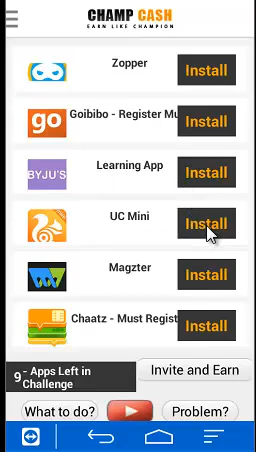 CHAMP CASH
EARN LIKE CHAMPION
Zopper
Install
go
Goibibo - Register Mu
Install
BYJU'S
Learning App
Install
UC Mini
Install
Magzter
Install
Chaatz - Must Regist
Install
9 - Apps Left in
Challenge
Invite and Earn
What to do?
Problem?